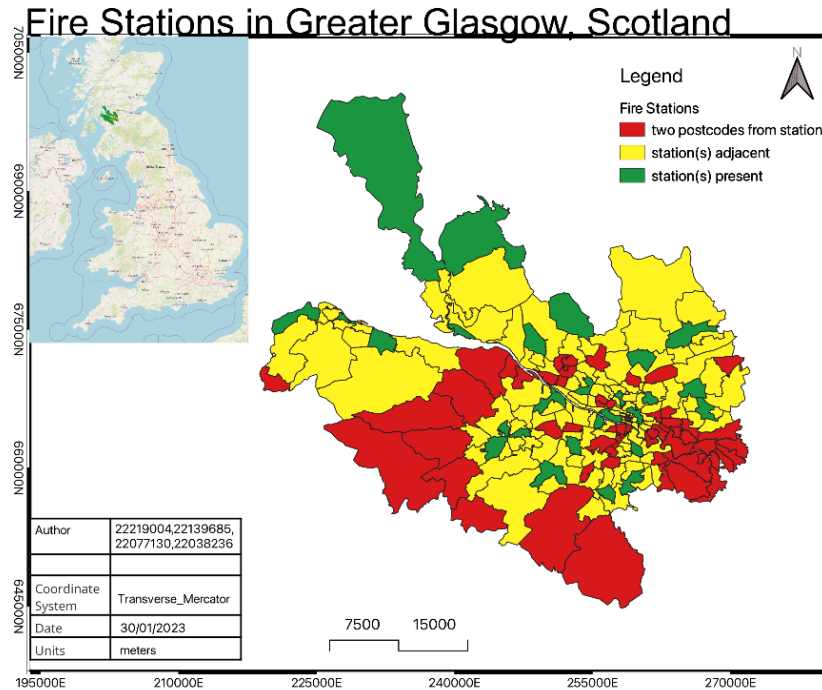 Fire Stations in Greater Glasgow, Scotland
N
Legend
Fire Stations
two postcodes from station
station(s) adjacent
station(s) present
705000N
690000N
675000N
660000N
645000N
Author
22219004,22139685,
22077130,22038236
Coordinate
System
Transverse_Mercator
Date
30/01/2023
Units
meters
7500
15000
195000E
210000E
225000E
240000E
255000E
270000E